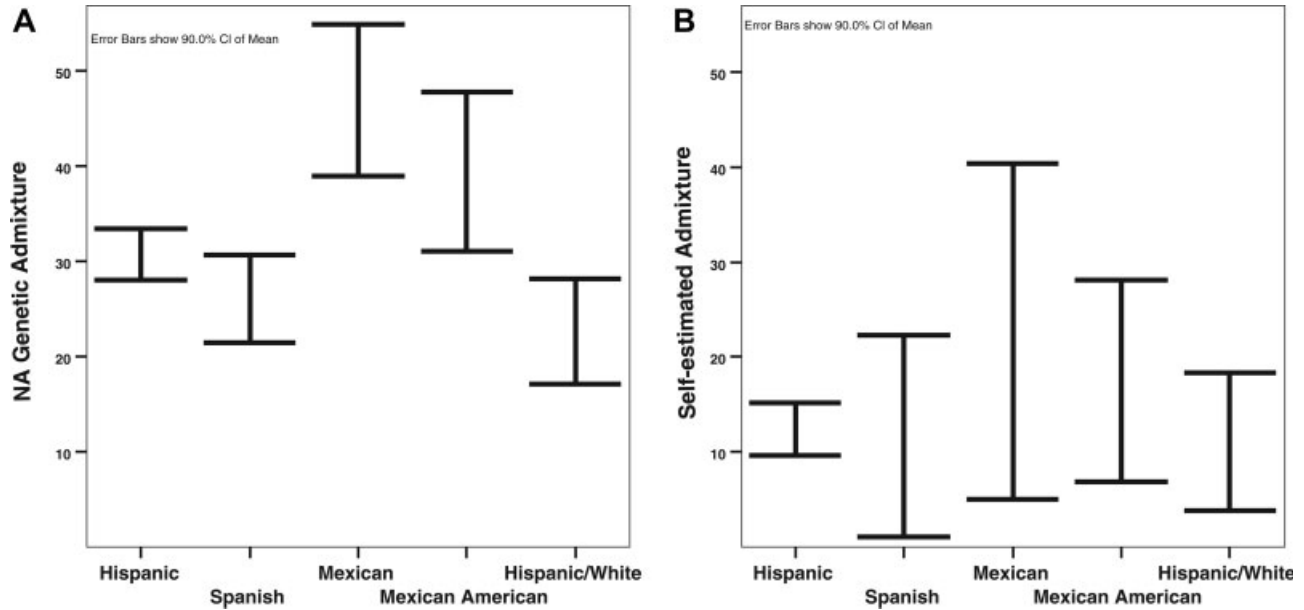 A
Error Bars show 90.0% CI of Mean
NA Genetic Admixture
50
40
30
20
10
Hispanic
Spanish
Mexican
Mexican American
Hispanic/White
B
Error Bars show 90.0% CI of Mean
Self-estimated Admixture
50
40
30
20
10
Hispanic
Spanish
Mexican
Mexican American
Hispanic/White